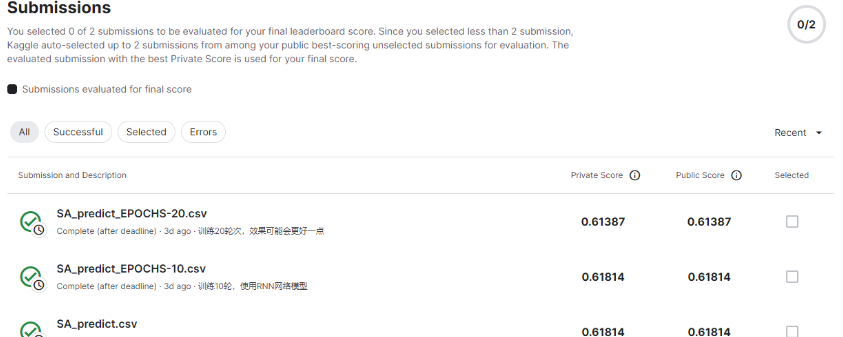 Submissions
You selected 0 of 2 submissions to be evaluated for your final leaderboard score. Since you selected less than 2 submission,
Kaggle auto-selected up to 2 submissions from among your public best-scoring unselected submissions for evaluation. The
evaluated submission with the best Private Score is used for your final score.
0/2
Submissions evaluated for final score
All Successful Selected Errors Recent
Submission and Description Private Score Public Score Selected
SA_predict_EPOCHS-20.csv 0.61387 0.61387
Complete (after deadline) · 3d ago · 训练20轮次，效果可能会更好一点
SA_predict_EPOCHS-10.csv 0.61814 0.61814
Complete (after deadline) · 3d ago · 训练10轮，使用RNN网络模型
SA_predict.csv 0.61814 0.61814